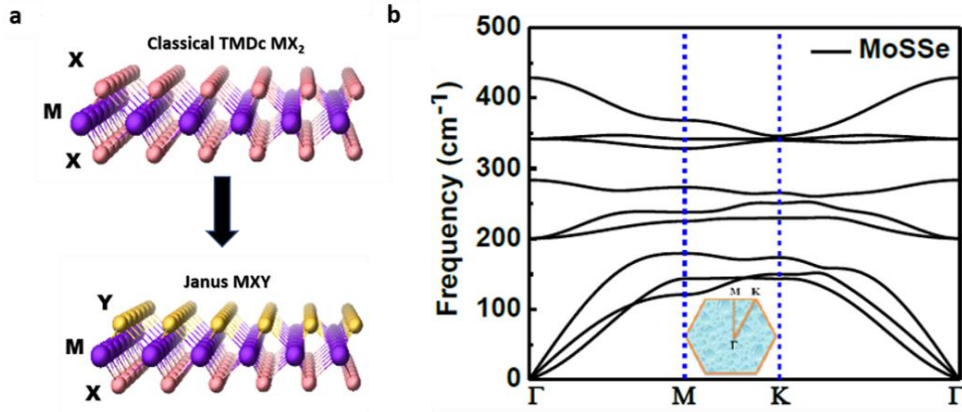 a
Classical TMDc MX₂
X
M
X
Janus MXY
Y
M
X
b
500
400
300
200
100
0
Frequency (cm⁻¹)
MoSSe
M K
Γ
Γ M K Γ